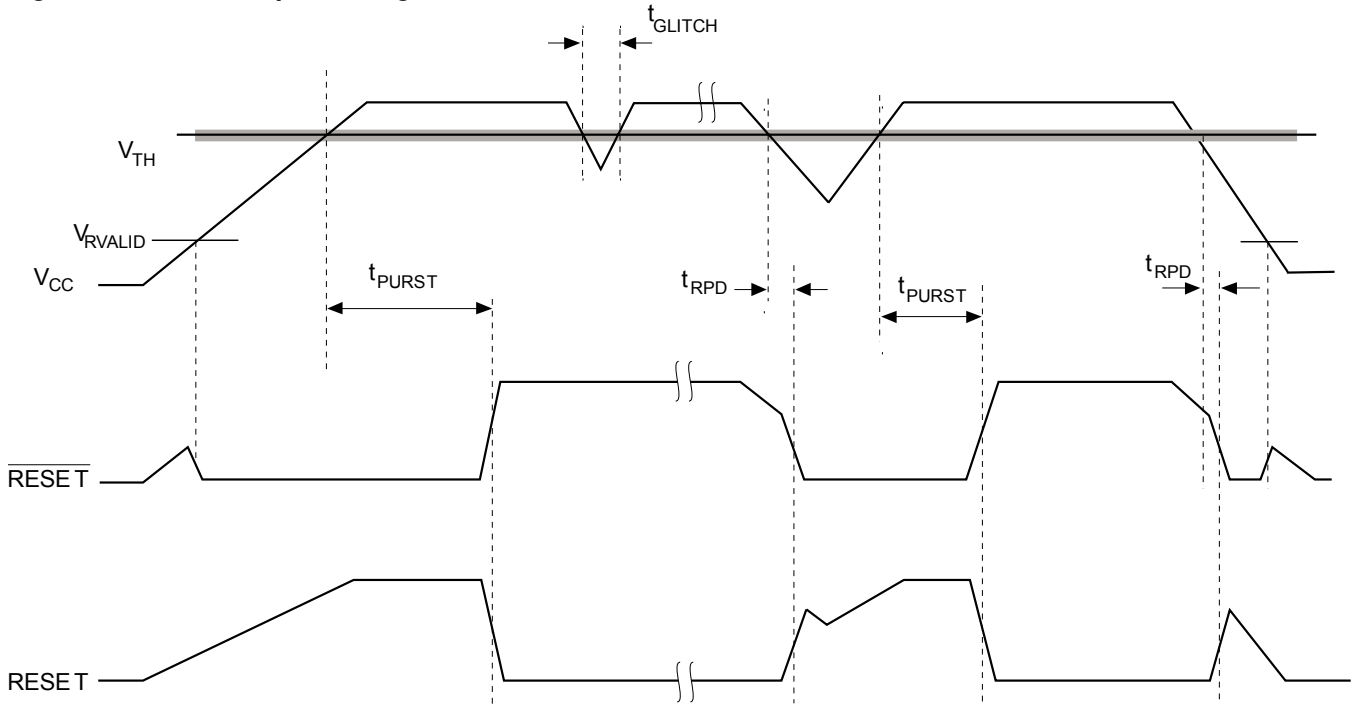 tGLITCH
VTH
VRVALID
VCC
tPURST
tRPD
tPURST
tRPD
RESET
RESET